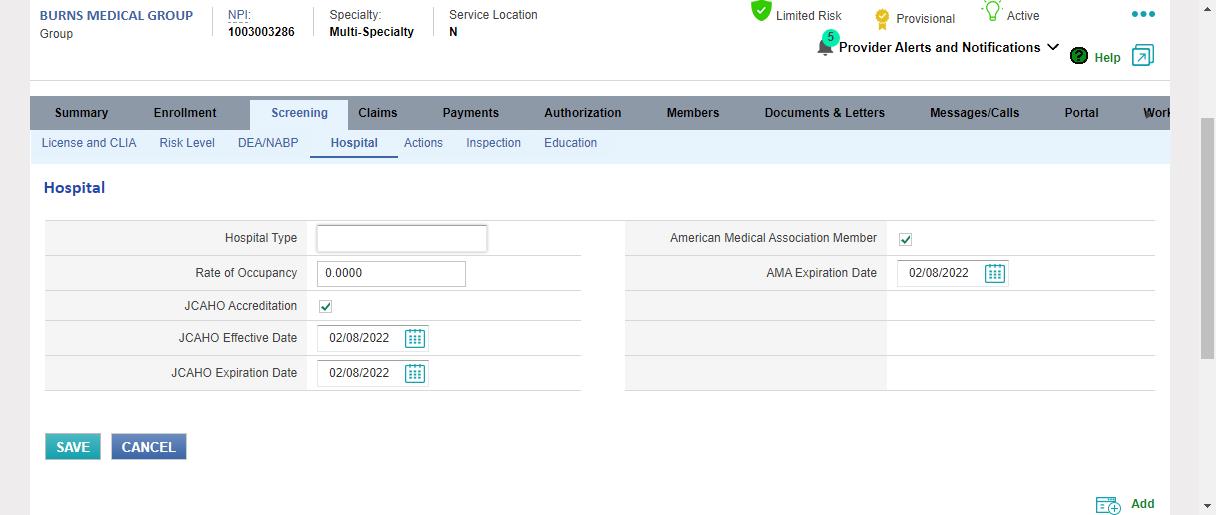 BURNS MEDICAL GROUP
Group
NPI:
1003003286
Specialty:
Multi-Specialty
Service Location
N
Limited Risk
Provisional
Active
5
Provider Alerts and Notifications
? Help
Summary Enrollment Screening Claims Payments Authorization Members Documents & Letters Messages/Calls Portal Work
License and CLIA Risk Level DEA/NABP Hospital Actions Inspection Education
Hospital
Hospital Type
American Medical Association Member
Rate of Occupancy 0.0000
AMA Expiration Date 02/08/2022
JCAHO Accreditation
JCAHO Effective Date 02/08/2022
JCAHO Expiration Date 02/08/2022
SAVE CANCEL
Add